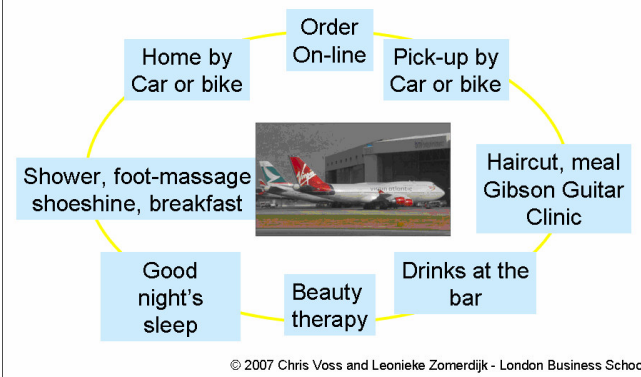 Order
On-line
Pick-up by
Car or bike
Haircut, meal
Gibson Guitar
Clinic
Drinks at the
bar
Beauty
therapy
Good
night's
sleep
Shower, foot-massage
shoeshine, breakfast
Home by
Car or bike
© 2007 Chris Voss and Leonieke Zomerdijk - London Business Schoo